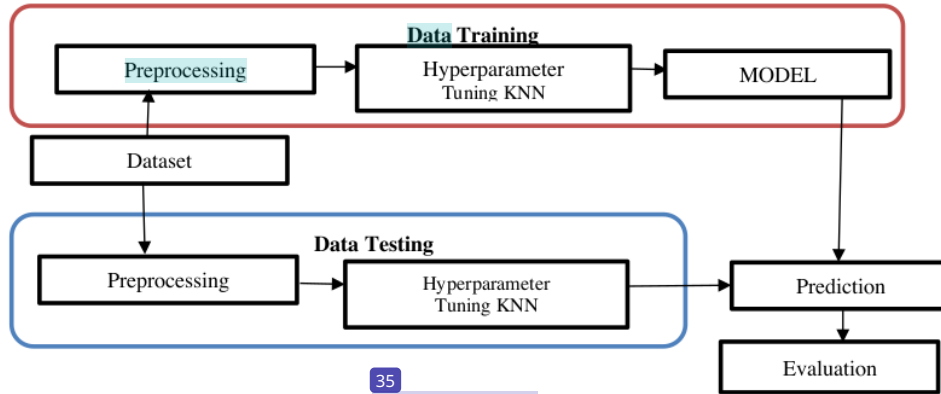 Data Training
Preprocessing
Hyperparameter
Tuning KNN
MODEL
Dataset
Data Testing
Preprocessing
Hyperparameter
Tuning KNN
Prediction
Evaluation
35